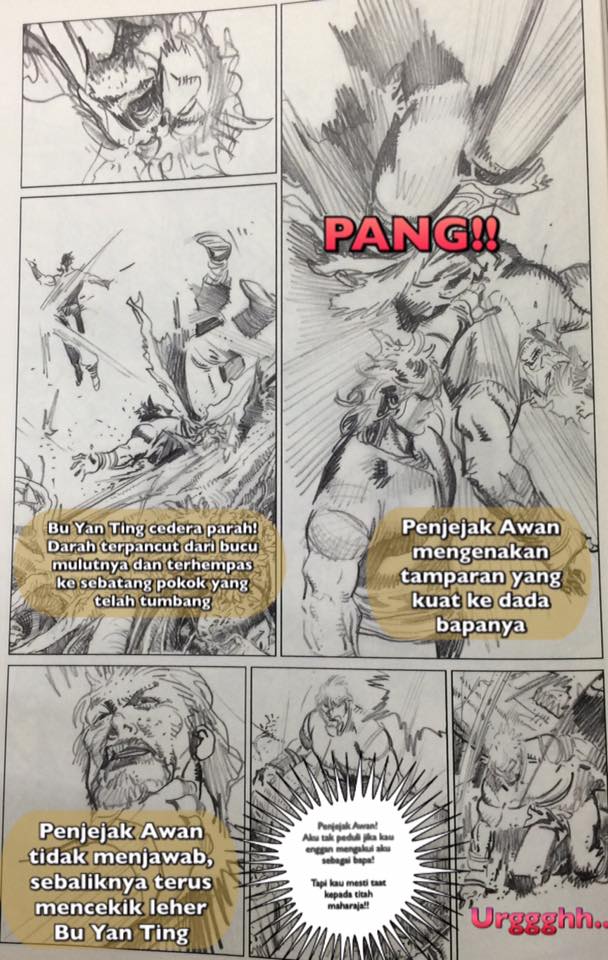 PANG!!
Penjejak Awan
mengenakan
tamparan yang
kuat ke dada
bapanya
Bu Yan Ting cedera parah!
Darah terpancut dari bucu
mulutnya dan terhempas
ke sebatang pokok yang
telah tumbang
Penjejak Awan
tidak menjawab,
sebaliknya terus
mencekik leher
Bu Yan Ting
Penjejak Awan!
Aku tak peduli jika kau
enggan mengakui aku
sebagai bapa!
Tapi kau mesti taat
kepada titah
maharaja!!
Urggghh..